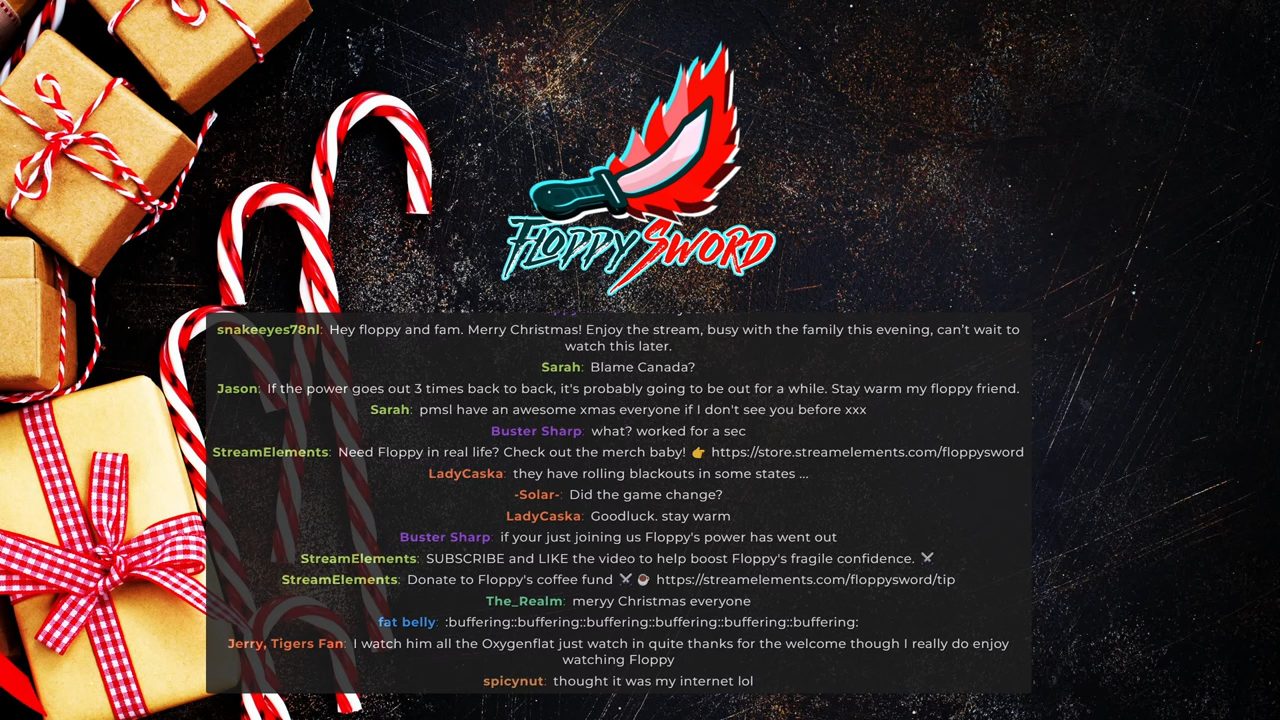 FLOPPY SWORD
snakeeyes78nl: Hey floppy and fam. Merry Christmas! Enjoy the stream, busy with the family this evening, can’t wait to
watch this later.
Sarah: Blame Canada?
Jason: If the power goes out 3 times back to back, it's probably going to be out for a while. Stay warm my floppy friend.
Sarah: pmsl have an awesome xmas everyone if I don't see you before xxx
Buster Sharp: what? worked for a sec
StreamElements: Need Floppy in real life? Check out the merch baby! 👉 https://store.streamelements.com/floppysword
LadyCaska: they have rolling blackouts in some states ...
-Solar-: Did the game change?
LadyCaska: Goodluck. stay warm
Buster Sharp: if your just joining us Floppy's power has went out
StreamElements: SUBSCRIBE and LIKE the video to help boost Floppy's fragile confidence. ⚔️
StreamElements: Donate to Floppy's coffee fund ⚔️ ☕ https://streamelements.com/floppysword/tip
The_Realm: meryy Christmas everyone
fat belly: :buffering::buffering::buffering::buffering::buffering::buffering:
Jerry, Tigers Fan: I watch him all the Oxygenflat just watch in quite thanks for the welcome though I really do enjoy
watching Floppy
spicynut: thought it was my internet lol